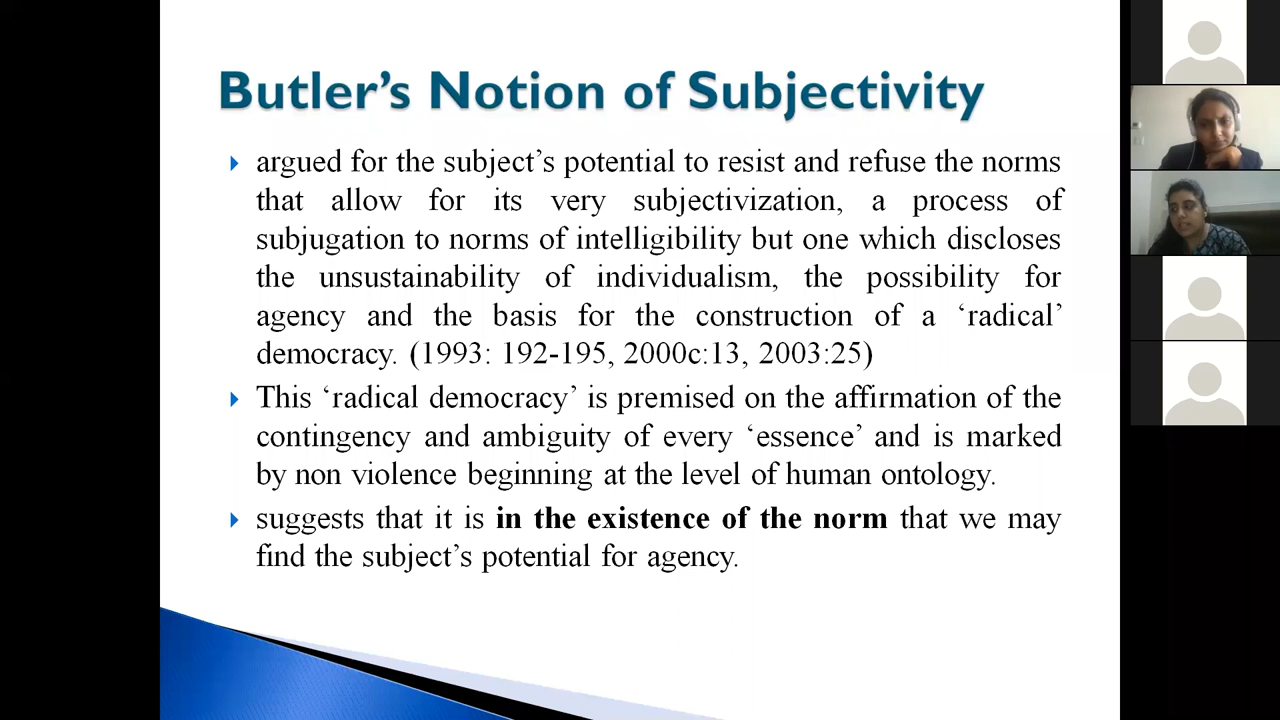 Butler’s Notion of Subjectivity
argued for the subject’s potential to resist and refuse the norms
that allow for its very subjectivization, a process of
subjugation to norms of intelligibility but one which discloses
the unsustainability of individualism, the possibility for
agency and the basis for the construction of a ‘radical’
democracy. (1993: 192-195, 2000c:13, 2003:25)
This ‘radical democracy’ is premised on the affirmation of the
contingency and ambiguity of every ‘essence’ and is marked
by non violence beginning at the level of human ontology.
suggests that it is in the existence of the norm that we may
find the subject’s potential for agency.